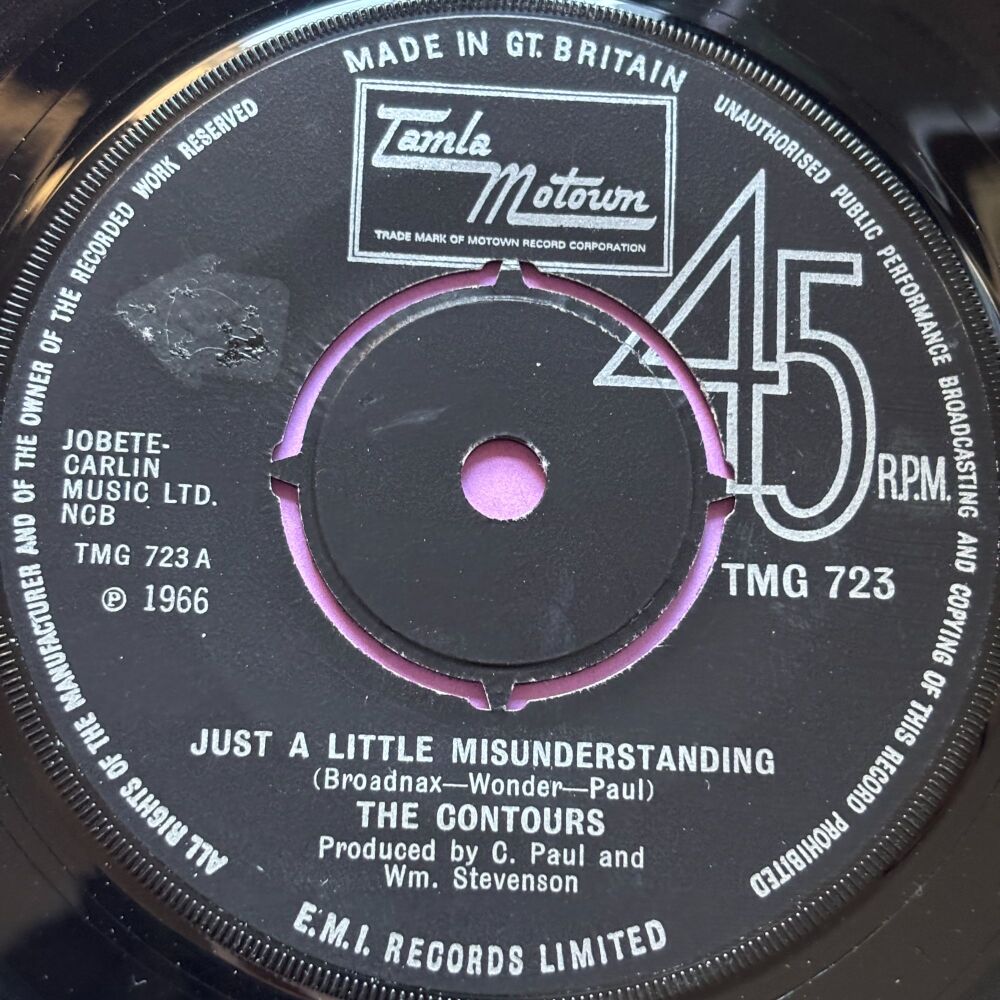 MADE IN GT. BRITAIN
Tamla
Motown
TRADE MARK OF MOTOWN RECORD CORPORATION
45
R.P.M.
JOBETE-
CARLIN
MUSIC LTD.
NCB
TMG 723 A
℗ 1966
TMG 723
JUST A LITTLE MISUNDERSTANDING
(Broadnax—Wonder—Paul)
THE CONTOURS
Produced by C. Paul and
Wm. Stevenson
E.M.I. RECORDS LIMITED
ALL RIGHTS OF THE MANUFACTURER AND OF THE OWNER OF THE RECORDED WORK RESERVED
UNAUTHORISED PUBLIC PERFORMANCE BROADCASTING AND COPYING OF THIS RECORD PROHIBITED